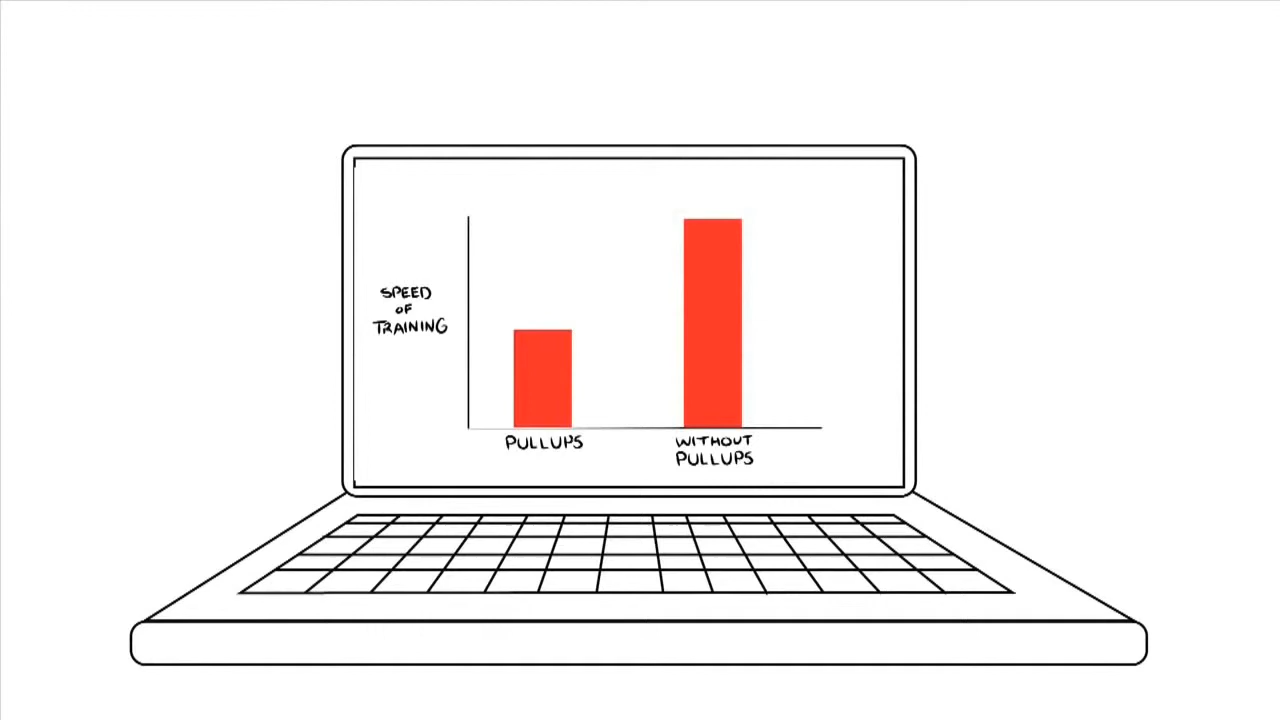 SPEED
OF
TRAINING
PULLUPS
WITHOUT
PULLUPS